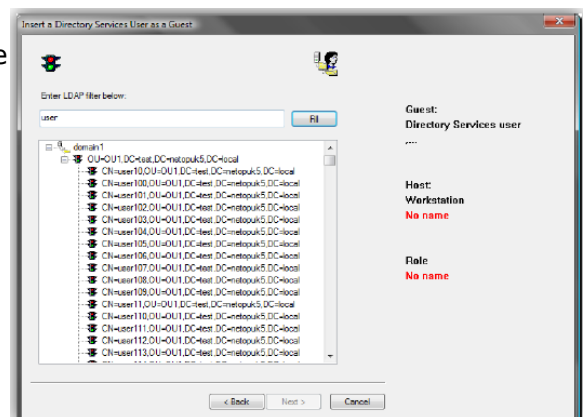 e
Insert a Directory Services User as a Guest
Enter LDAP filter below:
user
Fill
domain1
OU=OU1,DC=test,DC=netopuk5,DC=local
CN=user10,OU=OU1,DC=test,DC=netopuk5,DC=local
CN=user100,OU=OU1,DC=test,DC=netopuk5,DC=local
CN=user101,OU=OU1,DC=test,DC=netopuk5,DC=local
CN=user102,OU=OU1,DC=test,DC=netopuk5,DC=local
CN=user103,OU=OU1,DC=test,DC=netopuk5,DC=local
CN=user104,OU=OU1,DC=test,DC=netopuk5,DC=local
CN=user105,OU=OU1,DC=test,DC=netopuk5,DC=local
CN=user106,OU=OU1,DC=test,DC=netopuk5,DC=local
CN=user107,OU=OU1,DC=test,DC=netopuk5,DC=local
CN=user108,OU=OU1,DC=test,DC=netopuk5,DC=local
CN=user109,OU=OU1,DC=test,DC=netopuk5,DC=local
CN=user11,OU=OU1,DC=test,DC=netopuk5,DC=local
CN=user110,OU=OU1,DC=test,DC=netopuk5,DC=local
CN=user111,OU=OU1,DC=test,DC=netopuk5,DC=local
CN=user112,OU=OU1,DC=test,DC=netopuk5,DC=local
CN=user113,OU=OU1,DC=test,DC=netopuk5,DC=local
Guest:
Directory Services user
,...
Host:
Workstation
No name
Role
No name
< Back
Next >
Cancel